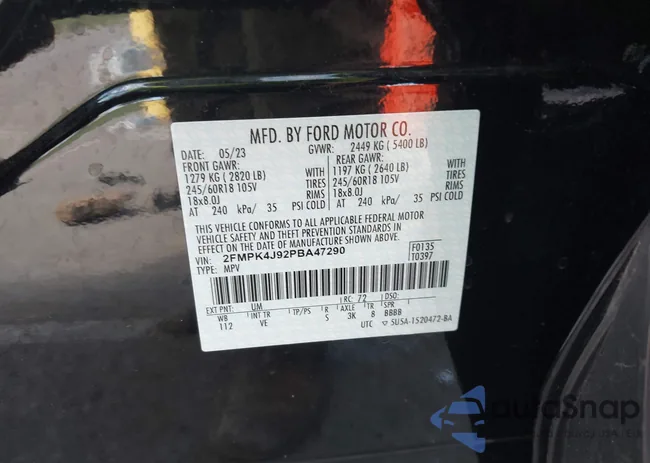 MFD. BY FORD MOTOR CO.
DATE: 05/23 GVWR: 2449 KG ( 5400 LB)
FRONT GAWR: REAR GAWR:
1279 KG ( 2820 LB) WITH 1197 KG ( 2640 LB) WITH
245/60R18 105V TIRES 245/60R18 105V TIRES
18x8.0J RIMS 18x8.0J RIMS
AT 240 kPa/ 35 PSI COLD AT 240 kPa/ 35 PSI COLD
THIS VEHICLE CONFORMS TO ALL APPLICABLE FEDERAL MOTOR
VEHICLE SAFETY AND THEFT PREVENTION STANDARDS IN
EFFECT ON THE DATE OF MANUFACTURE SHOWN ABOVE.
VIN: 2FMPK4J92PBA47290 F0135
TYPE: MPV T0397
EXT PNT: UM RC: 72 DSO:
WB INT TR TP/PS R AXLE TR SPR
112 VE 5 3K 8 BBBB
UTC ▽ SU5A-1520472-BA
AutoSnap